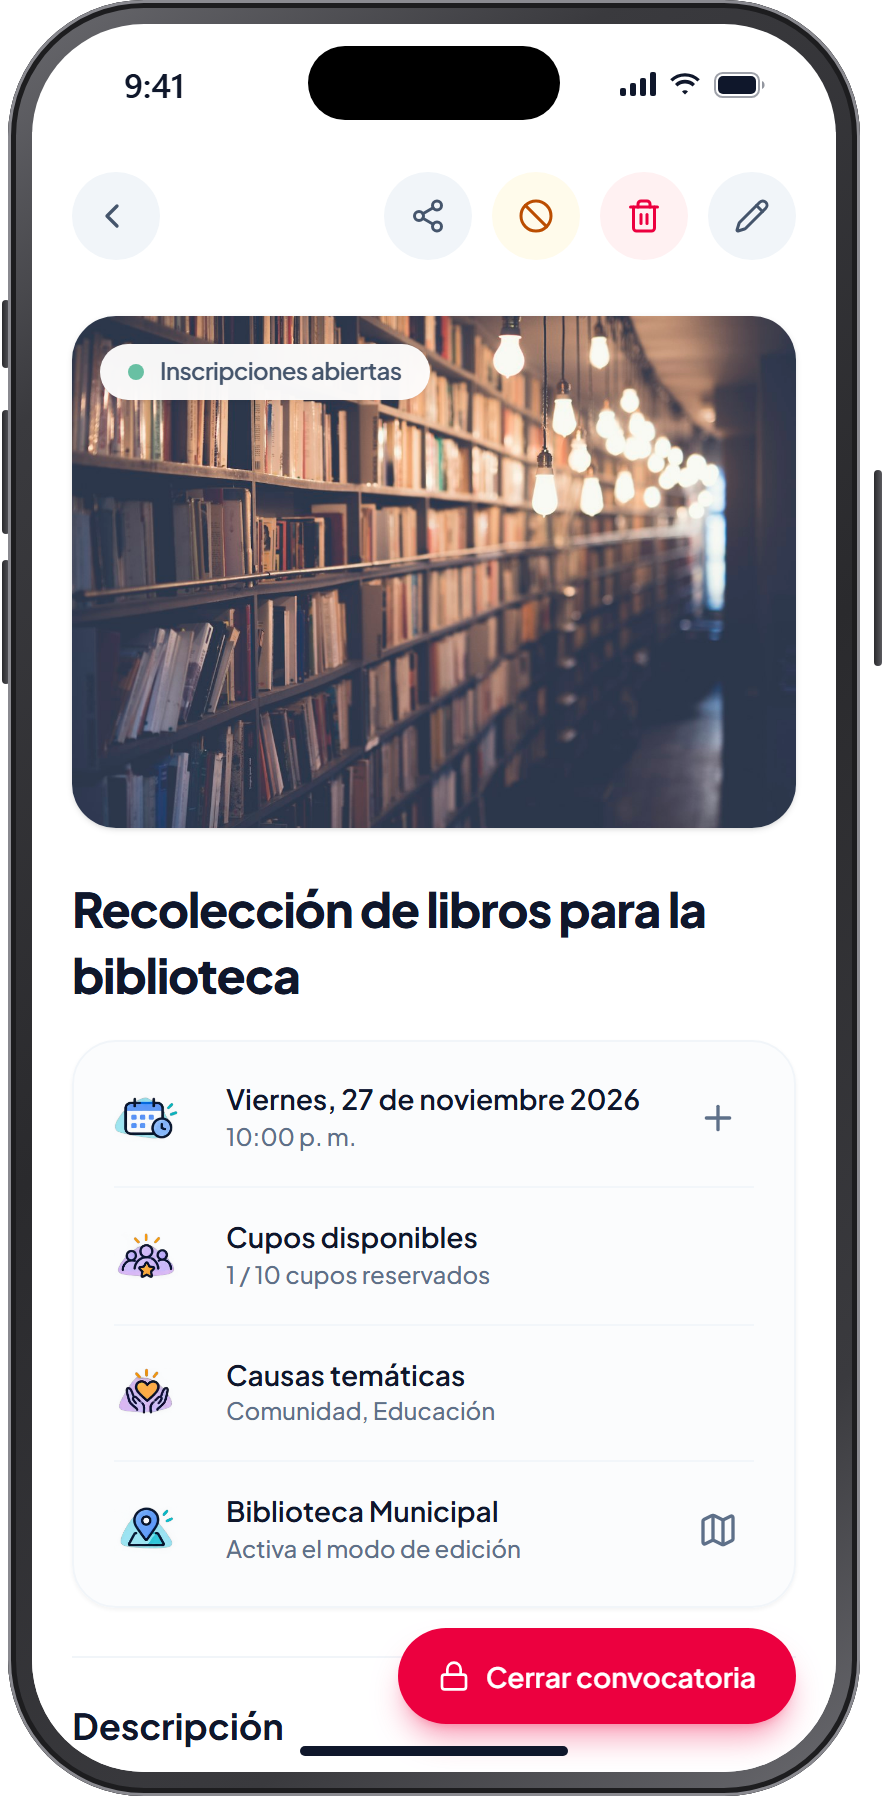 9:41
Inscripciones abiertas
Recolección de libros para la
biblioteca
Viernes, 27 de noviembre 2026
10:00 p. m.
Cupos disponibles
1 / 10 cupos reservados
Causas temáticas
Comunidad, Educación
Biblioteca Municipal
Activa el modo de edición
Cerrar convocatoria
Descripción